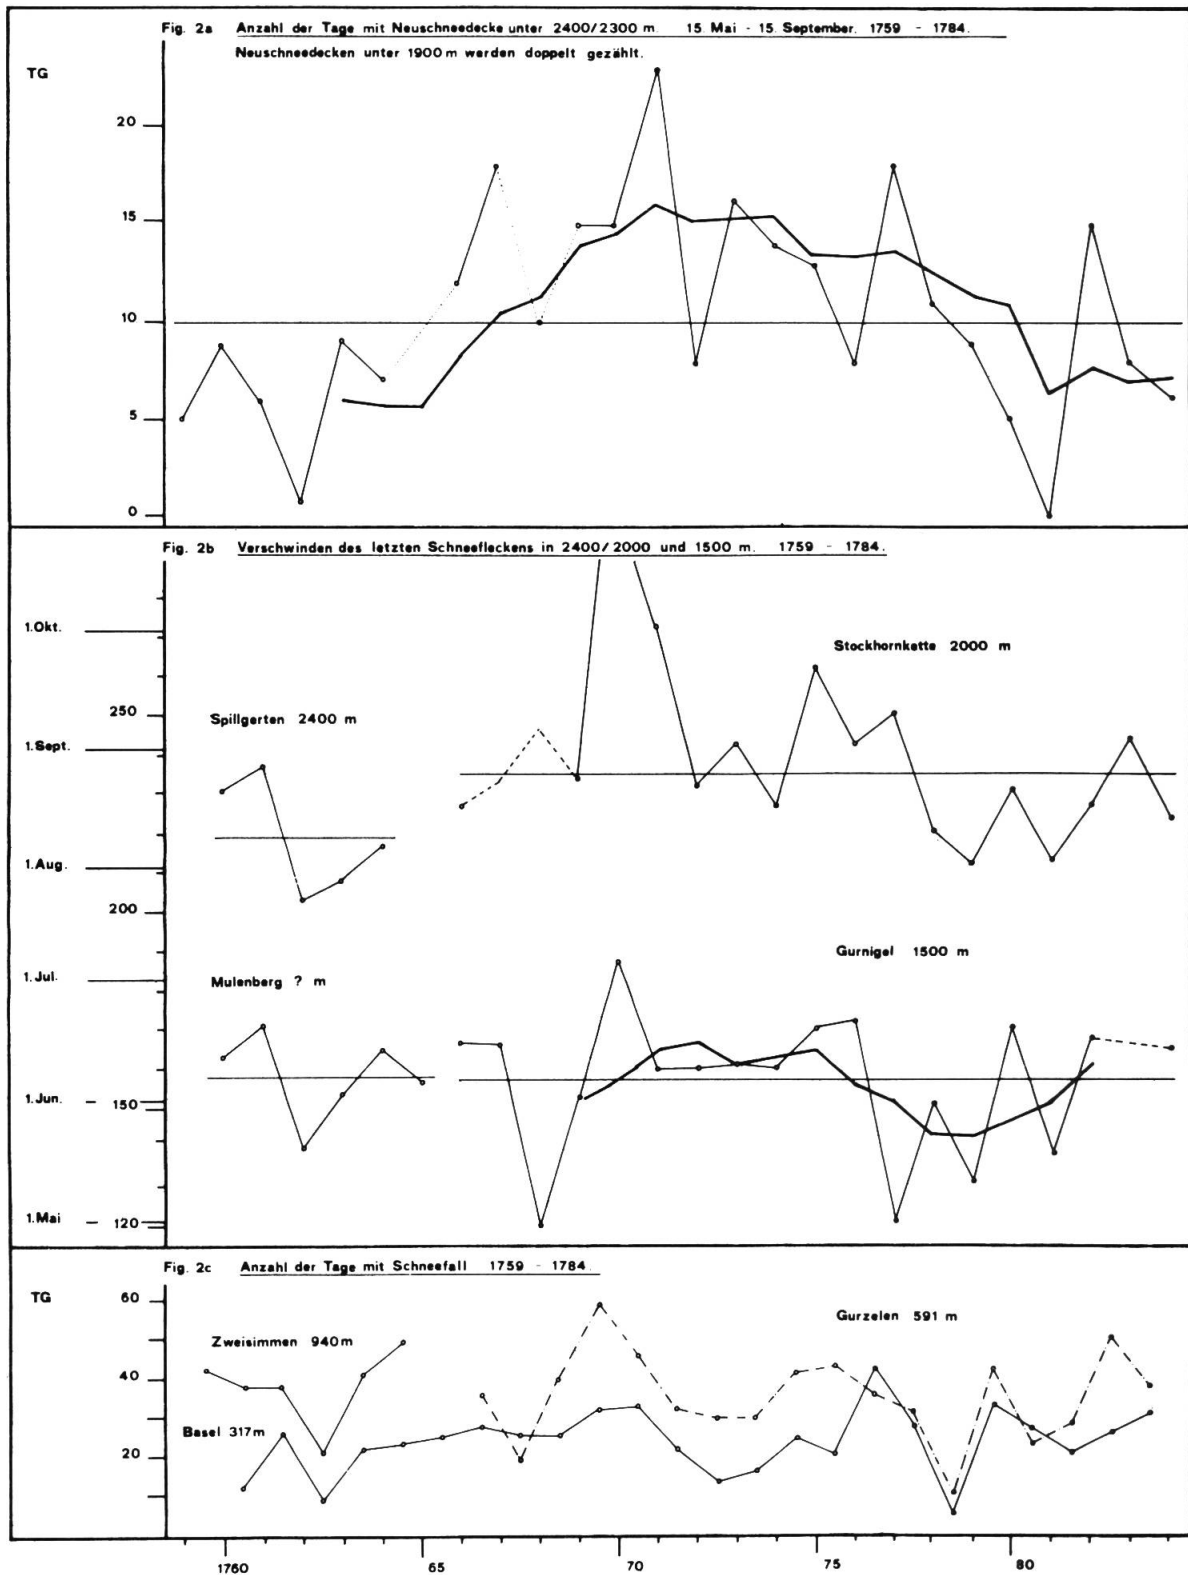 Fig. 2a Anzahl der Tage mit Neuschneedecke unter 2400/2300 m. 15. Mai - 15. September. 1759 - 1784.
Neuschneedecken unter 1900 m werden doppelt gezählt.
TG
20
15
10
5
0
Fig. 2b Verschwinden des letzten Schneefleckens in 2400/2000 und 1500 m. 1759 - 1784.
1.Okt.
Stockhornkette 2000 m
250
Spillgerten 2400 m
1.Sept.
1.Aug.
200
Gurnigel 1500 m
1.Jul.
Mulenberg ? m
1.Jun. - 150
1.Mai - 120
Fig. 2c Anzahl der Tage mit Schneefall 1759 - 1784.
TG
60
Gurzelen 591 m
Zweisimmen 940 m
40
Basel 317 m
20
1760 65 70 75 80